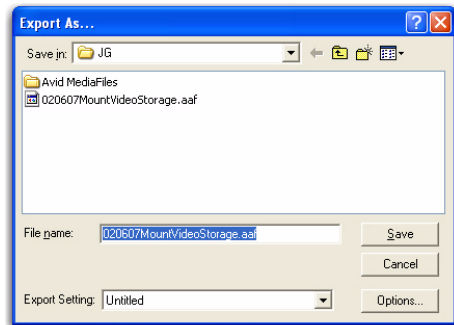 Export As...
Save in: JG
Avid MediaFiles
020607MountVideoStorage.aaf
File name: 020607MountVideoStorage.aaf Save
Cancel
Export Setting: Untitled Options...